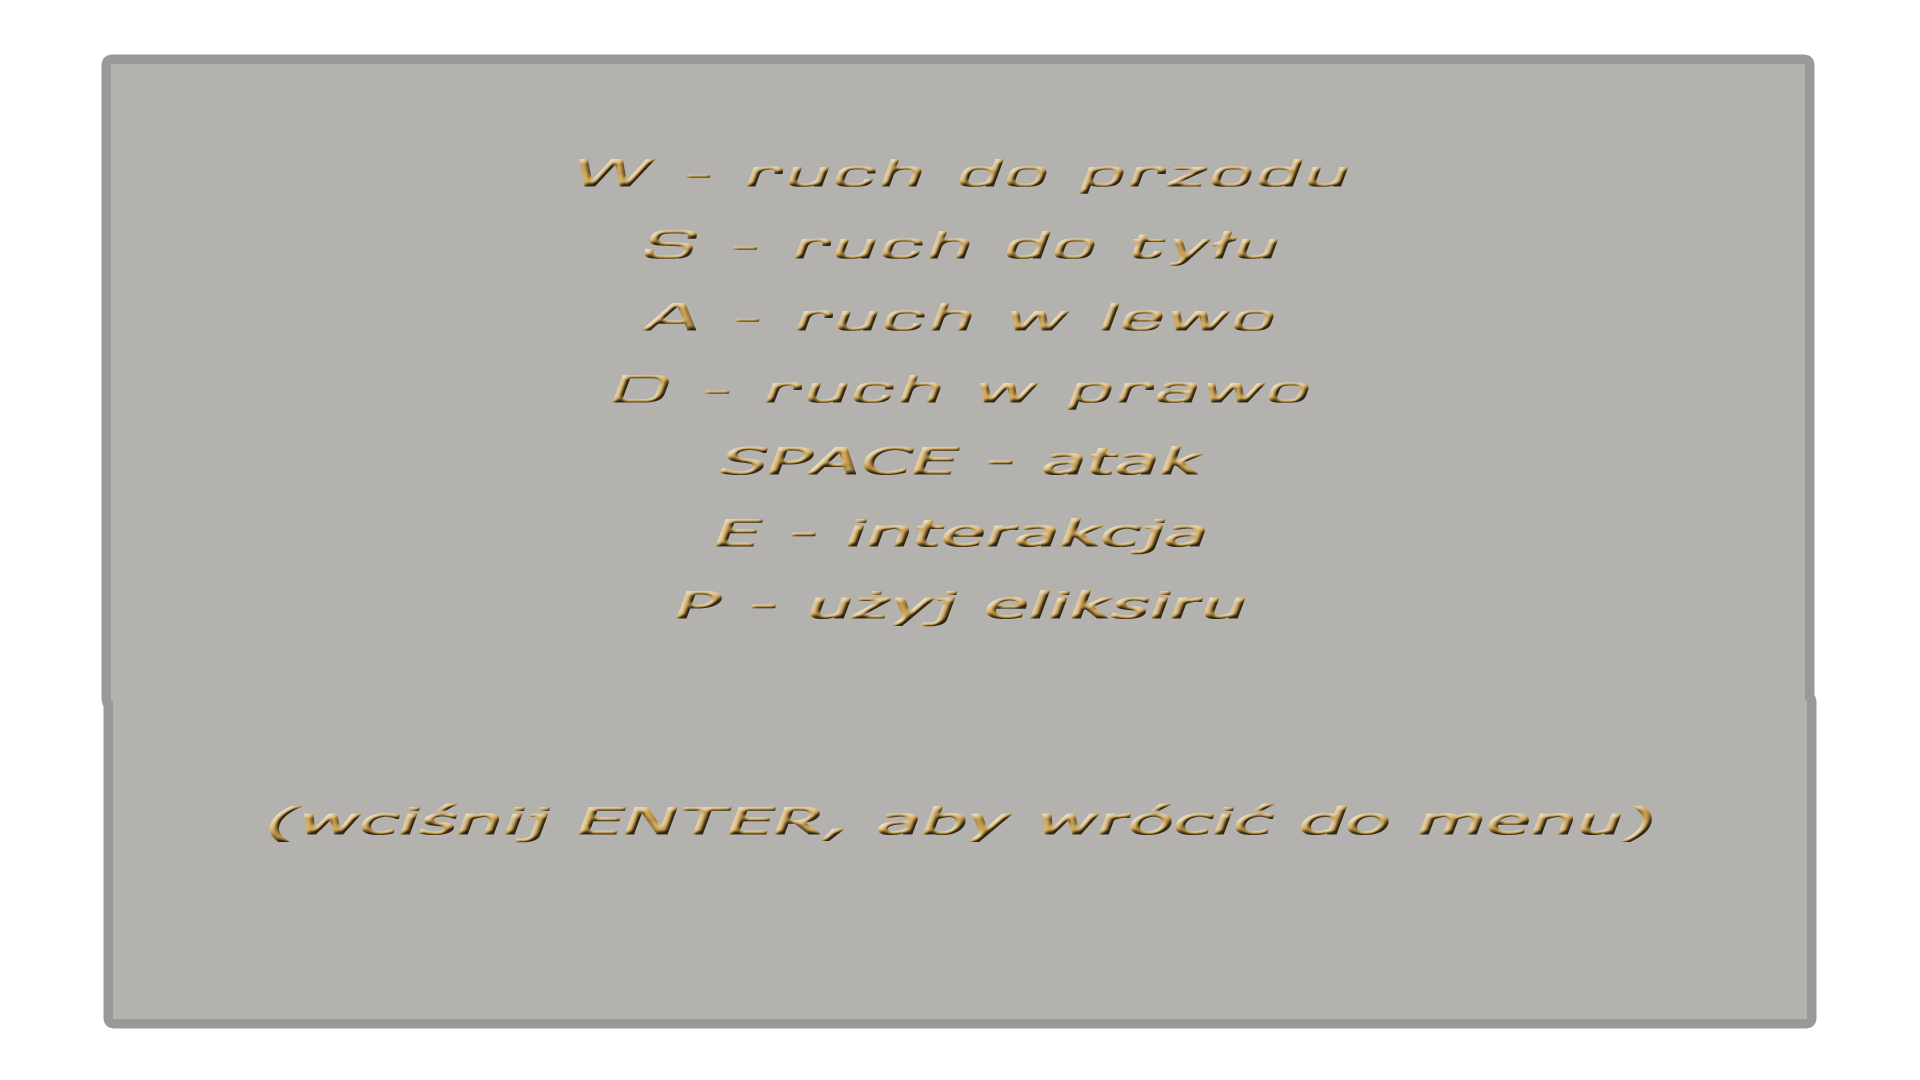 W - ruch do przodu
S - ruch do tyłu
A - ruch w lewo
D - ruch w prawo
SPACE - atak
E - interakcja
P - użyj eliksiru
(wciśnij ENTER, aby wrócić do menu)